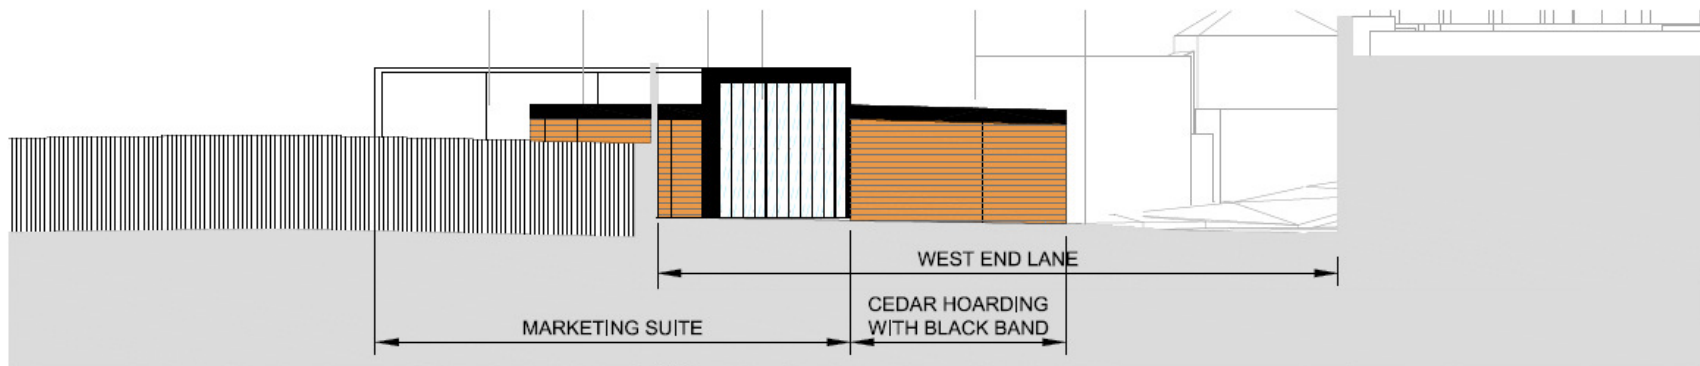 WEST END LANE
CEDAR HOARDING
WITH BLACK BAND
MARKETING SUITE